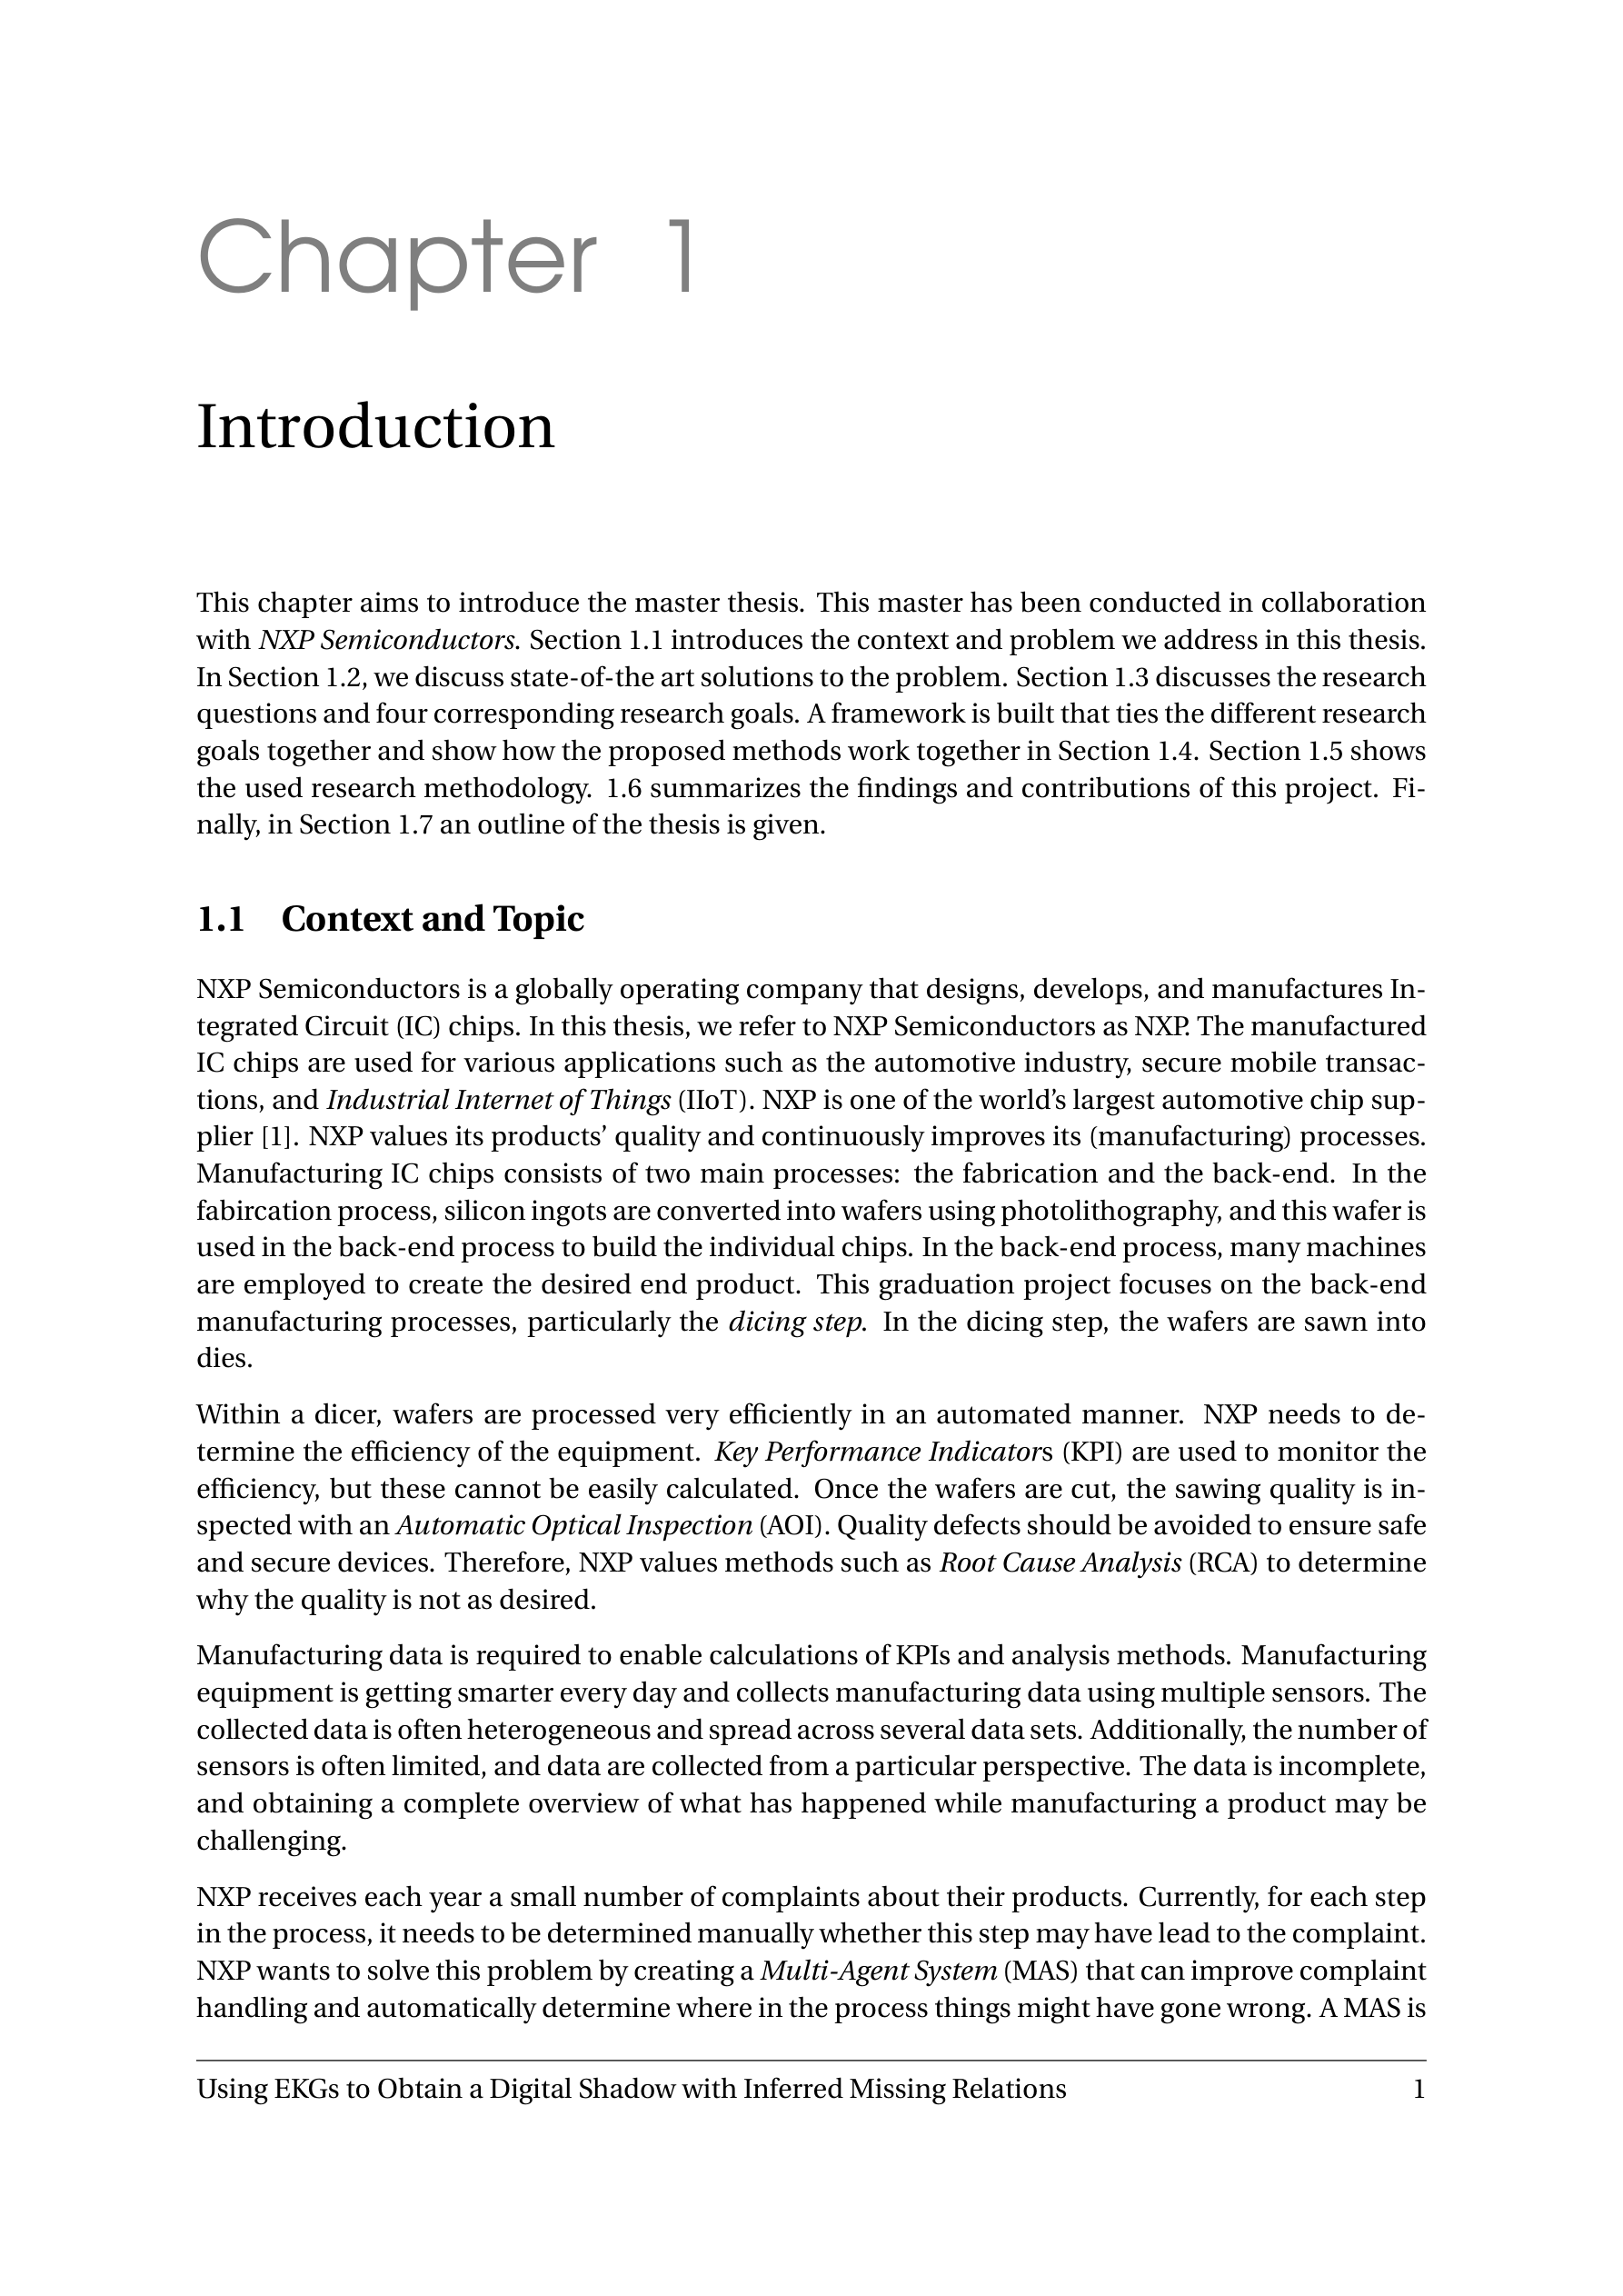 Chapter 1
Introduction
This chapter aims to introduce the master thesis. This master has been conducted in collaboration
with NXP Semiconductors. Section 1.1 introduces the context and problem we address in this thesis.
In Section 1.2, we discuss state-of-the art solutions to the problem. Section 1.3 discusses the research
questions and four corresponding research goals. A framework is built that ties the different research
goals together and show how the proposed methods work together in Section 1.4. Section 1.5 shows
the used research methodology. 1.6 summarizes the findings and contributions of this project. Fi-
nally, in Section 1.7 an outline of the thesis is given.
1.1 Context and Topic
NXP Semiconductors is a globally operating company that designs, develops, and manufactures In-
tegrated Circuit (IC) chips. In this thesis, we refer to NXP Semiconductors as NXP. The manufactured
IC chips are used for various applications such as the automotive industry, secure mobile transac-
tions, and Industrial Internet of Things (IIoT). NXP is one of the world's largest automotive chip sup-
plier [1]. NXP values its products' quality and continuously improves its (manufacturing) processes.
Manufacturing IC chips consists of two main processes: the fabrication and the back-end. In the
fabircation process, silicon ingots are converted into wafers using photolithography, and this wafer is
used in the back-end process to build the individual chips. In the back-end process, many machines
are employed to create the desired end product. This graduation project focuses on the back-end
manufacturing processes, particularly the dicing step. In the dicing step, the wafers are sawn into
dies.
Within a dicer, wafers are processed very efficiently in an automated manner. NXP needs to de-
termine the efficiency of the equipment. Key Performance Indicators (KPI) are used to monitor the
efficiency, but these cannot be easily calculated. Once the wafers are cut, the sawing quality is in-
spected with an Automatic Optical Inspection (AOI). Quality defects should be avoided to ensure safe
and secure devices. Therefore, NXP values methods such as Root Cause Analysis (RCA) to determine
why the quality is not as desired.
Manufacturing data is required to enable calculations of KPIs and analysis methods. Manufacturing
equipment is getting smarter every day and collects manufacturing data using multiple sensors. The
collected data is often heterogeneous and spread across several data sets. Additionally, the number of
sensors is often limited, and data are collected from a particular perspective. The data is incomplete,
and obtaining a complete overview of what has happened while manufacturing a product may be
challenging.
NXP receives each year a small number of complaints about their products. Currently, for each step
in the process, it needs to be determined manually whether this step may have lead to the complaint.
NXP wants to solve this problem by creating a Multi-Agent System (MAS) that can improve complaint
handling and automatically determine where in the process things might have gone wrong. A MAS is
Using EKGs to Obtain a Digital Shadow with Inferred Missing Relations 1